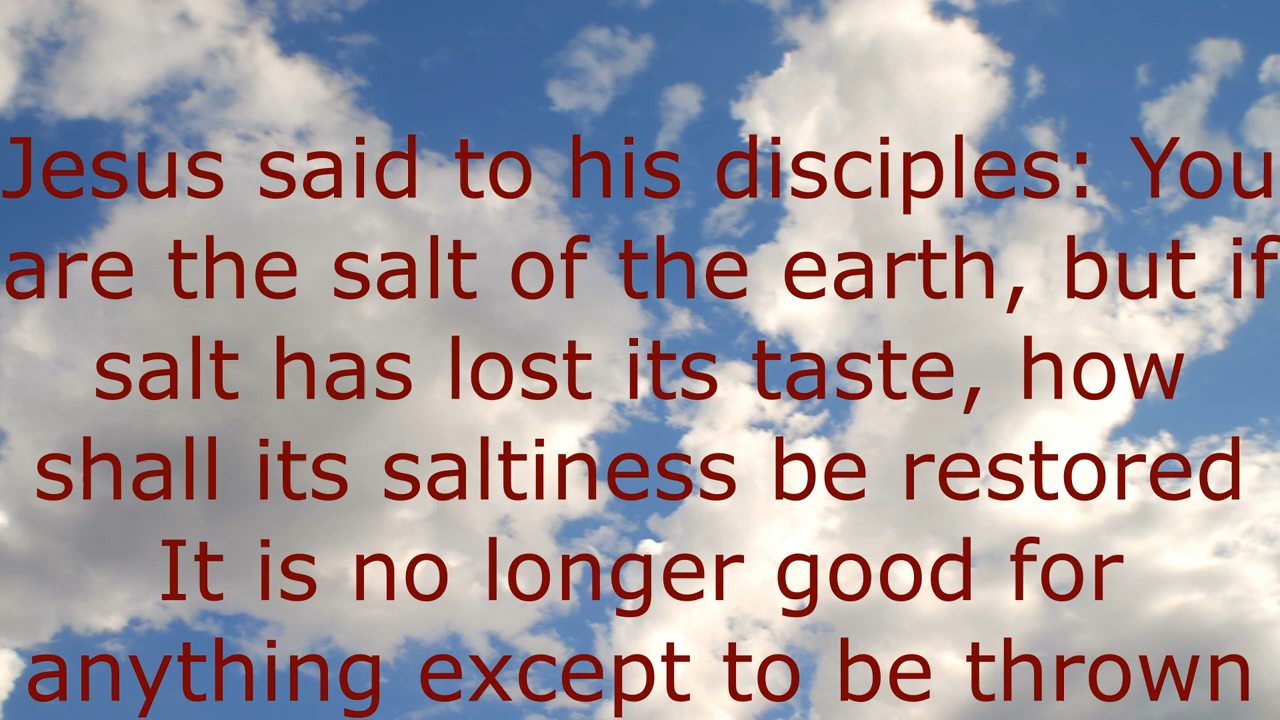 Jesus said to his disciples: You
are the salt of the earth, but if
salt has lost its taste, how
shall its saltiness be restored
It is no longer good for
anything except to be thrown